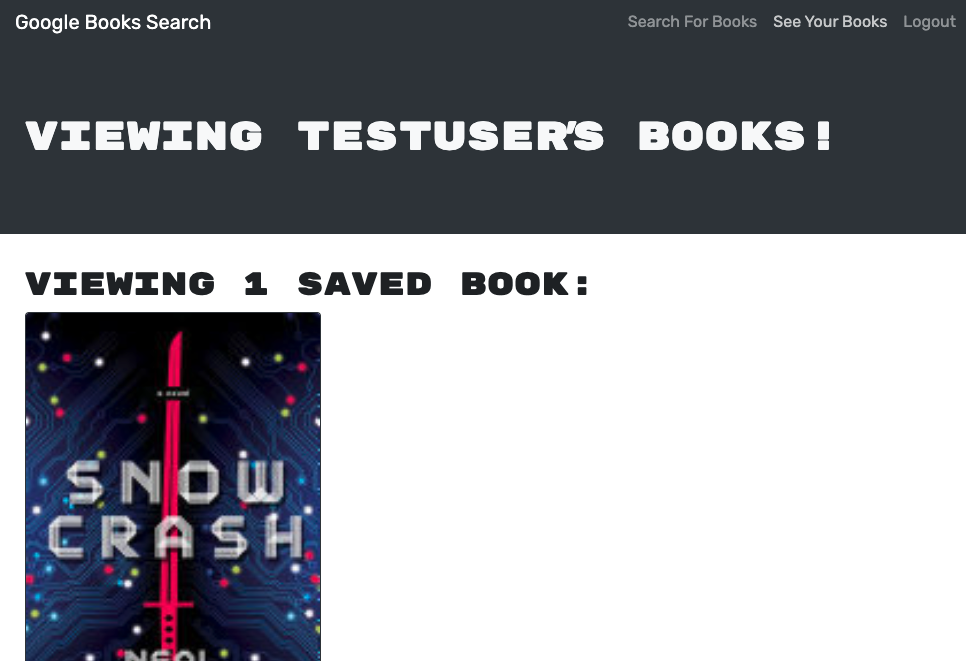 Google Books Search
Search For Books See Your Books Logout
VIEWING TESTUSER'S BOOKS!
VIEWING 1 SAVED BOOK:
a novel
SNOW
CRASH
NEAL